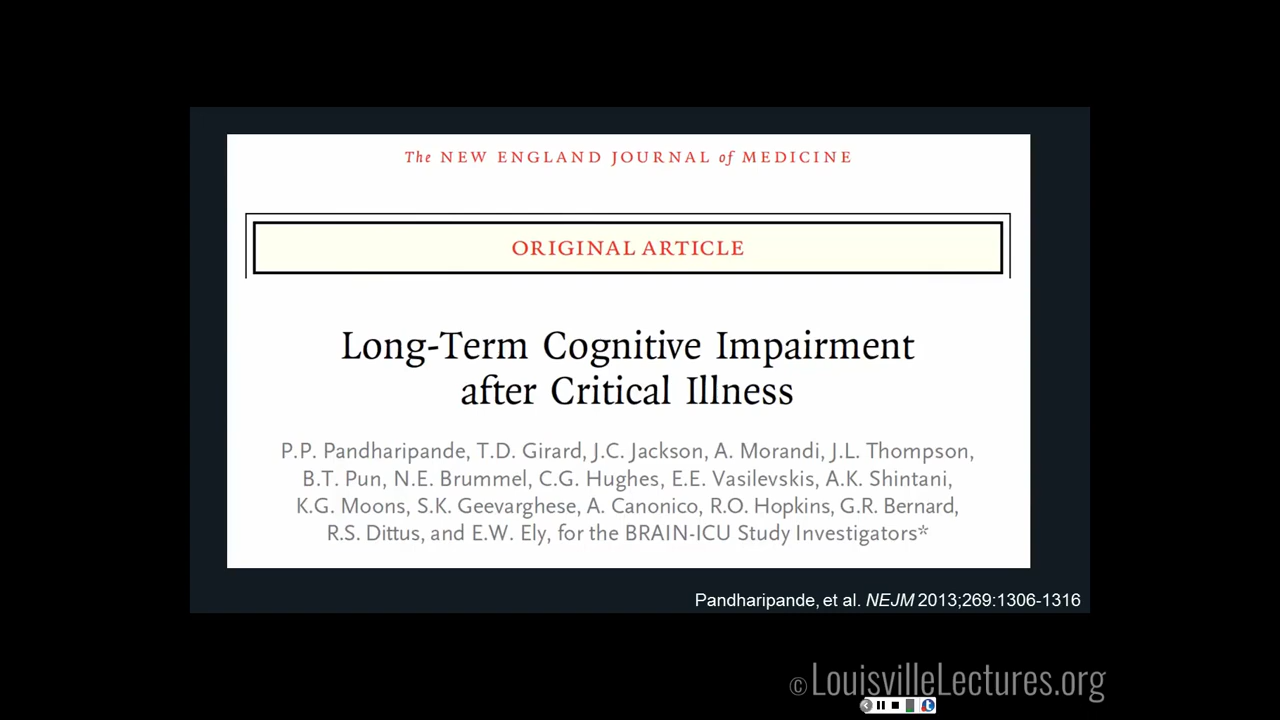 The NEW ENGLAND JOURNAL of MEDICINE
ORIGINAL ARTICLE
Long-Term Cognitive Impairment
after Critical Illness
P.P. Pandharipande, T.D. Girard, J.C. Jackson, A. Morandi, J.L. Thompson,
B.T. Pun, N.E. Brummel, C.G. Hughes, E.E. Vasilevskis, A.K. Shintani,
K.G. Moons, S.K. Geevarghese, A. Canonico, R.O. Hopkins, G.R. Bernard,
R.S. Dittus, and E.W. Ely, for the BRAIN-ICU Study Investigators*
Pandharipande, et al. NEJM 2013;269:1306-1316
© LouisvilleLectures.org